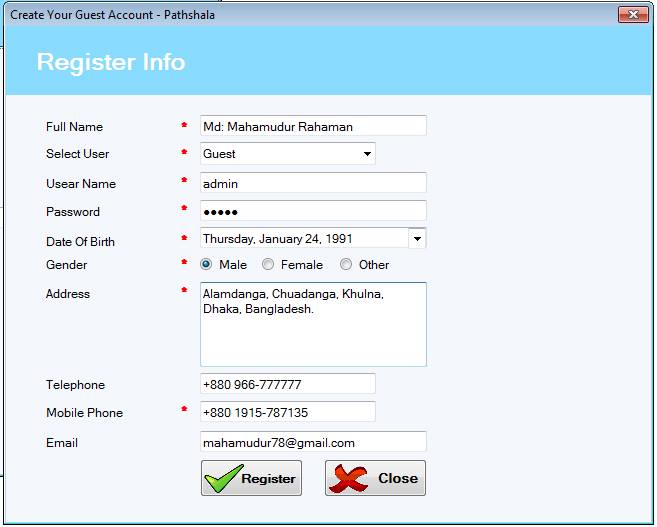 Create Your Guest Account - Pathshala
Register Info
Full Name * Md: Mahamudur Rahaman
Select User * Guest
Usear Name * admin
Password * ●●●●●
Date Of Birth * Thursday, January 24, 1991
Gender * Male Female Other
Address * Alamdanga, Chuadanga, Khulna,
Dhaka, Bangladesh.
Telephone +880 966-777777
Mobile Phone * +880 1915-787135
Email mahamudur78@gmail.com
Register Close